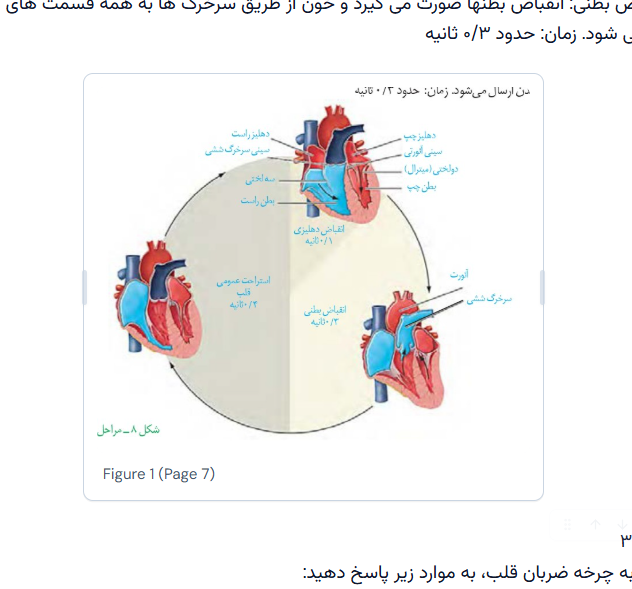 بطنی: انقباض بطنها صورت می گیرد و خون از طریق سرخرگ ها به همه قسمت های
شود. زمان: حدود ۰/۳ ثانیه
دن ارسال می‌شود. زمان: حدود ۰/۳ ثانیه
دهلیز راست
سینی سرخرگ ششی
سه لختی
بطن راست
دهلیز چپ
سینی آئورتی
دولختی (میترال)
بطن چپ
انقباض دهلیزی
۰/۱ ثانیه
آئورت
سرخرگ ششی
استراحت عمومی
قلب
۰/۴ ثانیه
انقباض بطنی
۰/۳ ثانیه
شکل ۸ــ مراحل
Figure 1 (Page 7)
۳
به چرخه ضربان قلب، به موارد زیر پاسخ دهید: